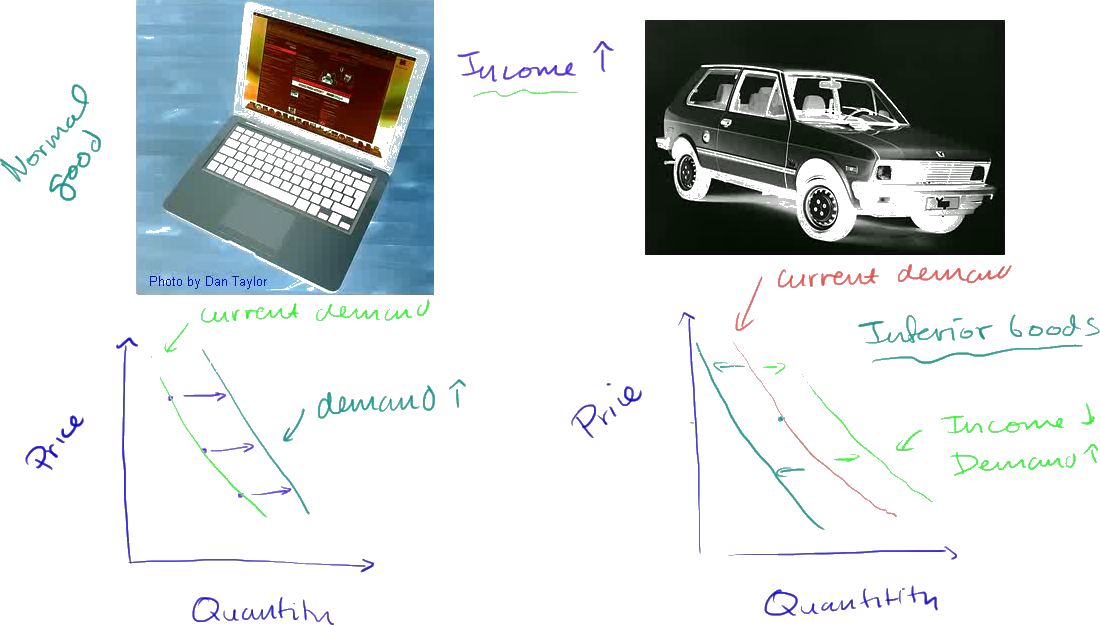 Normal
good
Income ↑
Photo by Dan Taylor
current demand
demand ↑
Price
Quantity
current demand
Inferior Goods
Income ↓
Demand ↑
Price
Quantitity